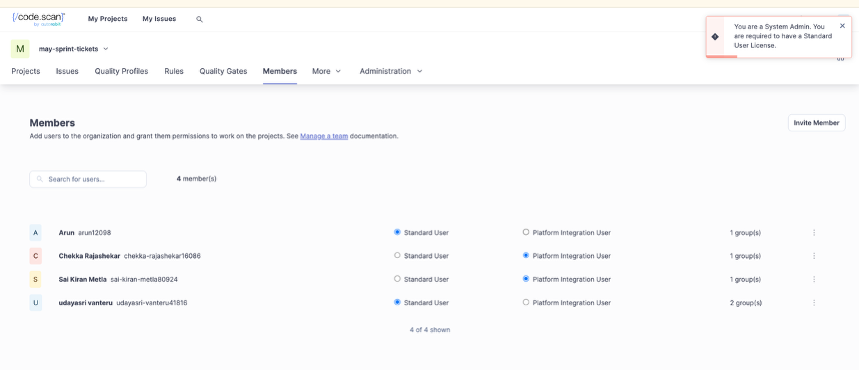 {/code.scan}
by autorabit
My Projects My Issues
You are a System Admin. You
are required to have a Standard
User License.
M may-sprint-tickets
Projects Issues Quality Profiles Rules Quality Gates Members More Administration
Members
Invite Member
Add users to the organization and grant them permissions to work on the projects. See Manage a team documentation.
Search for users...
4 member(s)
A Arun arun12098 Standard User Platform Integration User 1 group(s)
C Chekka Rajashekar chekka-rajashekar16086 Standard User Platform Integration User 1 group(s)
S Sai Kiran Metla sai-kiran-metla80924 Standard User Platform Integration User 1 group(s)
U udayasri vanteru udayasri-vanteru41816 Standard User Platform Integration User 2 group(s)
4 of 4 shown